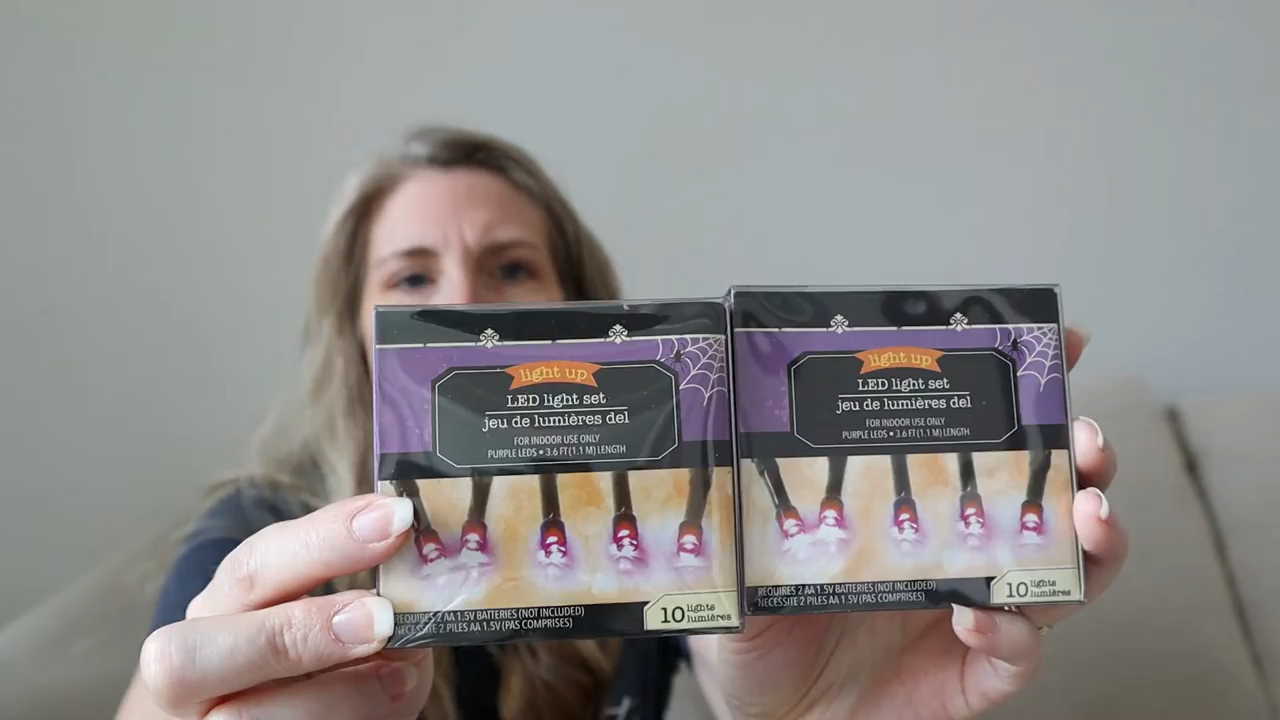 light up
LED light set
jeu de lumières del
FOR INDOOR USE ONLY
PURPLE LEDS • 3.6 FT (1.1 M) LENGTH
REQUIRES 2 AA 1.5V BATTERIES (NOT INCLUDED)
NECESSITE 2 PILES AA 1.5V (PAS COMPRISES)
10 lights
lumières
light up
LED light set
jeu de lumières del
FOR INDOOR USE ONLY
PURPLE LEDS • 3.6 FT (1.1 M) LENGTH
REQUIRES 2 AA 1.5V BATTERIES (NOT INCLUDED)
NECESSITE 2 PILES AA 1.5V (PAS COMPRISES)
10 lights
lumières